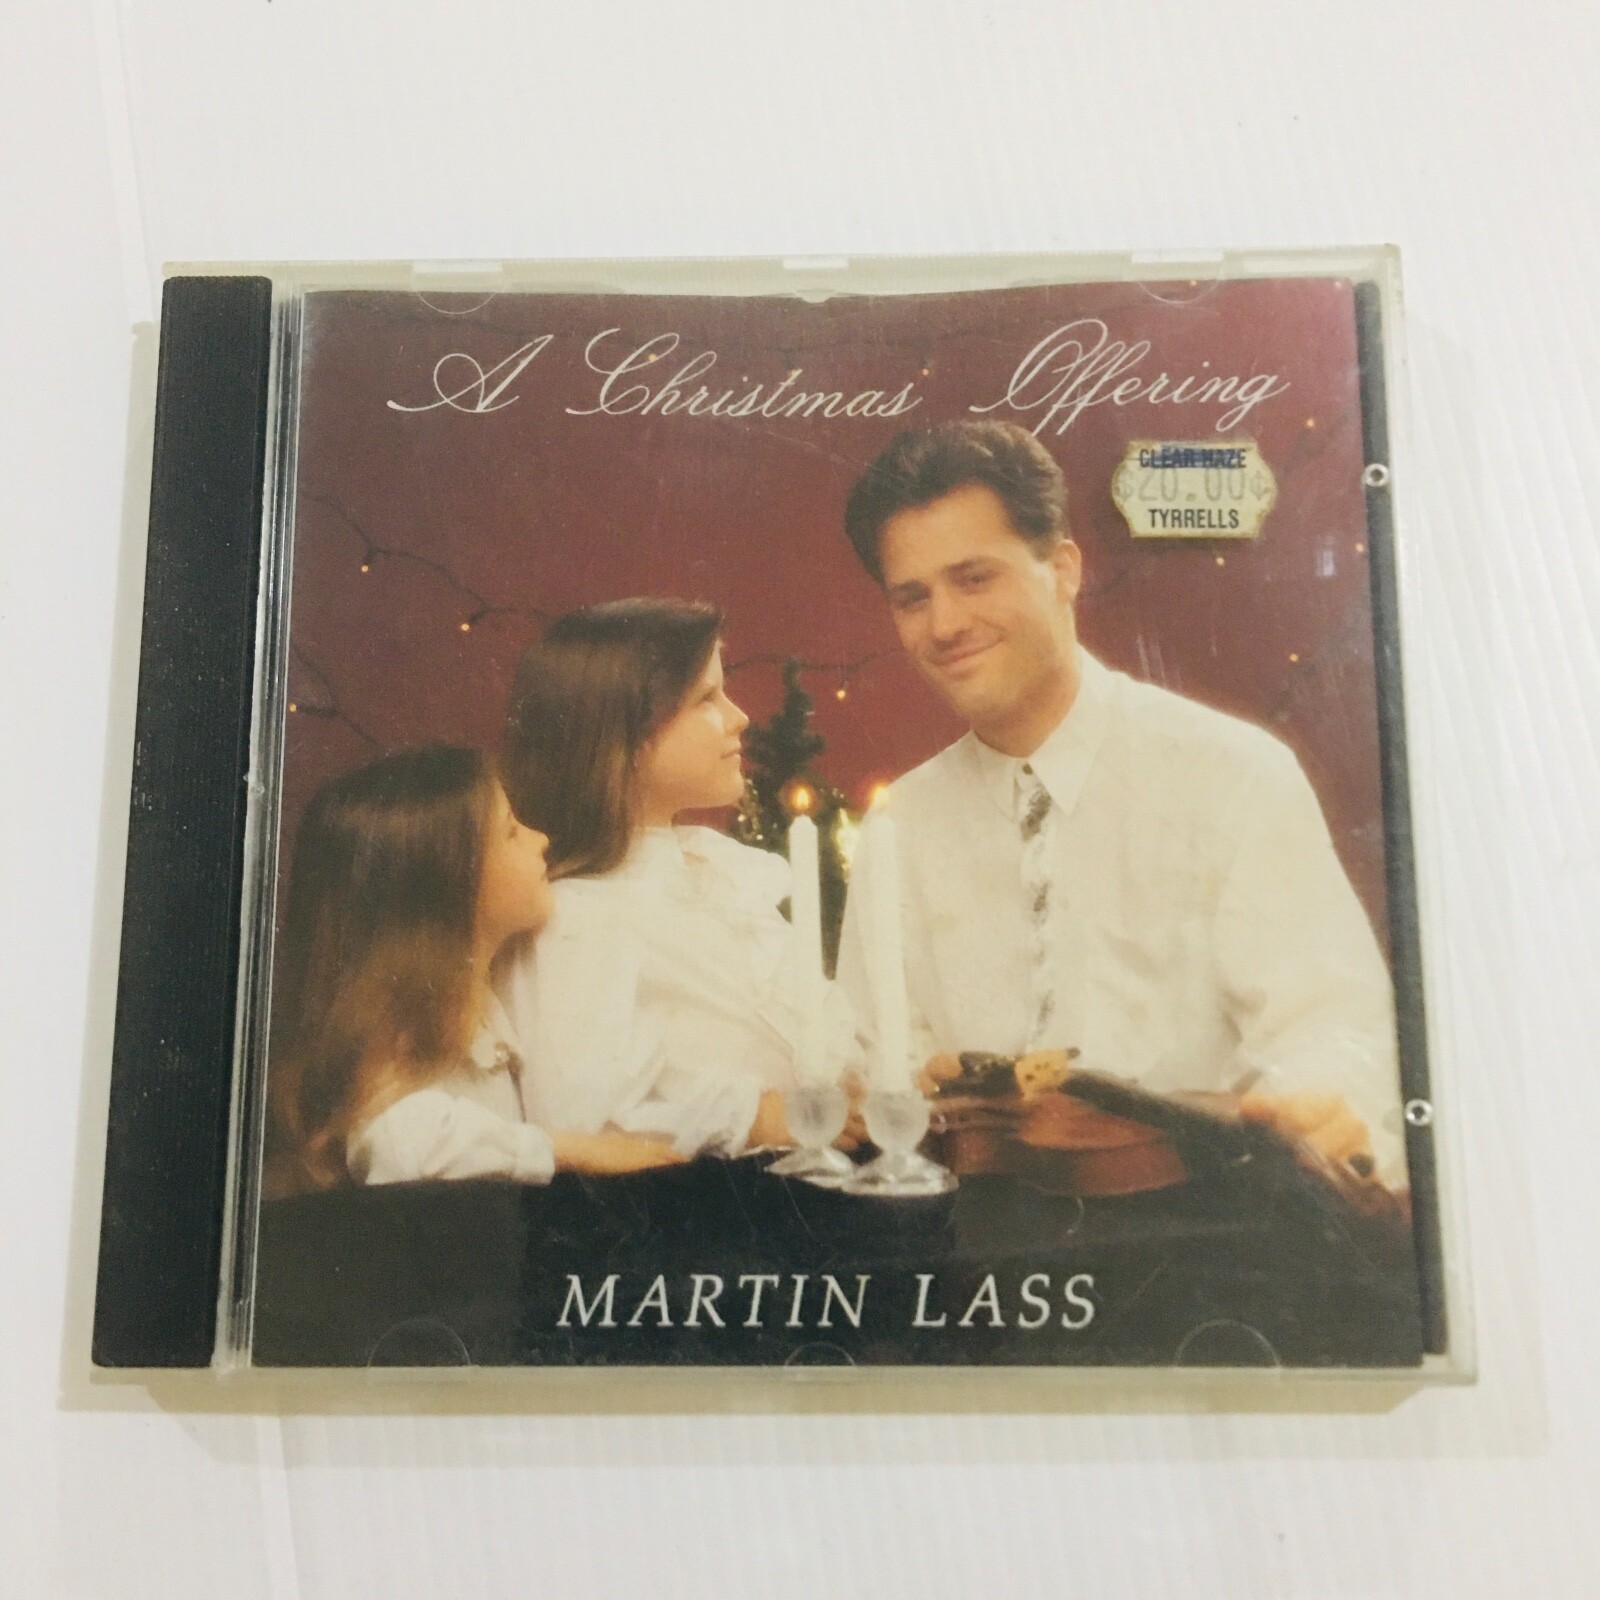 A Christmas Offering
CLEAR HAZE
$20.00¢
TYRRELLS
MARTIN LASS